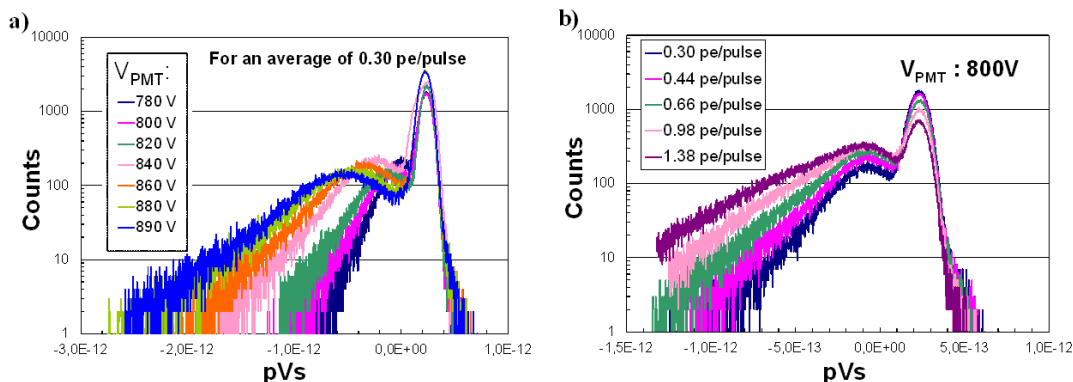 a)
Counts
10000
1000
100
10
1
V_PMT :
780 V
800 V
820 V
840 V
860 V
880 V
890 V
For an average of 0.30 pe/pulse
-3,0E-12
-2,0E-12
-1,0E-12
0,0E+00
1,0E-12
pVs
b)
Counts
10000
1000
100
10
1
0.30 pe/pulse
0.44 pe/pulse
0.66 pe/pulse
0.98 pe/pulse
1.38 pe/pulse
V_PMT : 800V
-1,5E-12
-1,0E-12
-5,0E-13
0,0E+00
5,0E-13
1,0E-12
pVs